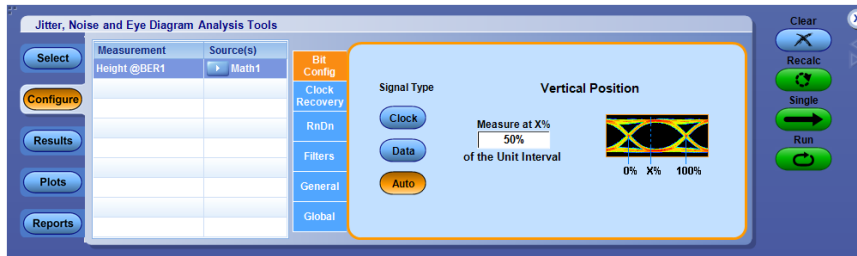 Jitter, Noise and Eye Diagram Analysis Tools
Clear
Select
Measurement Source(s)
Height @BER1 Math1
Bit
Config
Recalc
Configure
Clock
Recovery
Signal Type
Vertical Position
Single
Clock
Measure at X%
50%
of the Unit Interval
Results
RnDn
Data
Run
Filters
0% X% 100%
Plots
General
Auto
Reports
Global